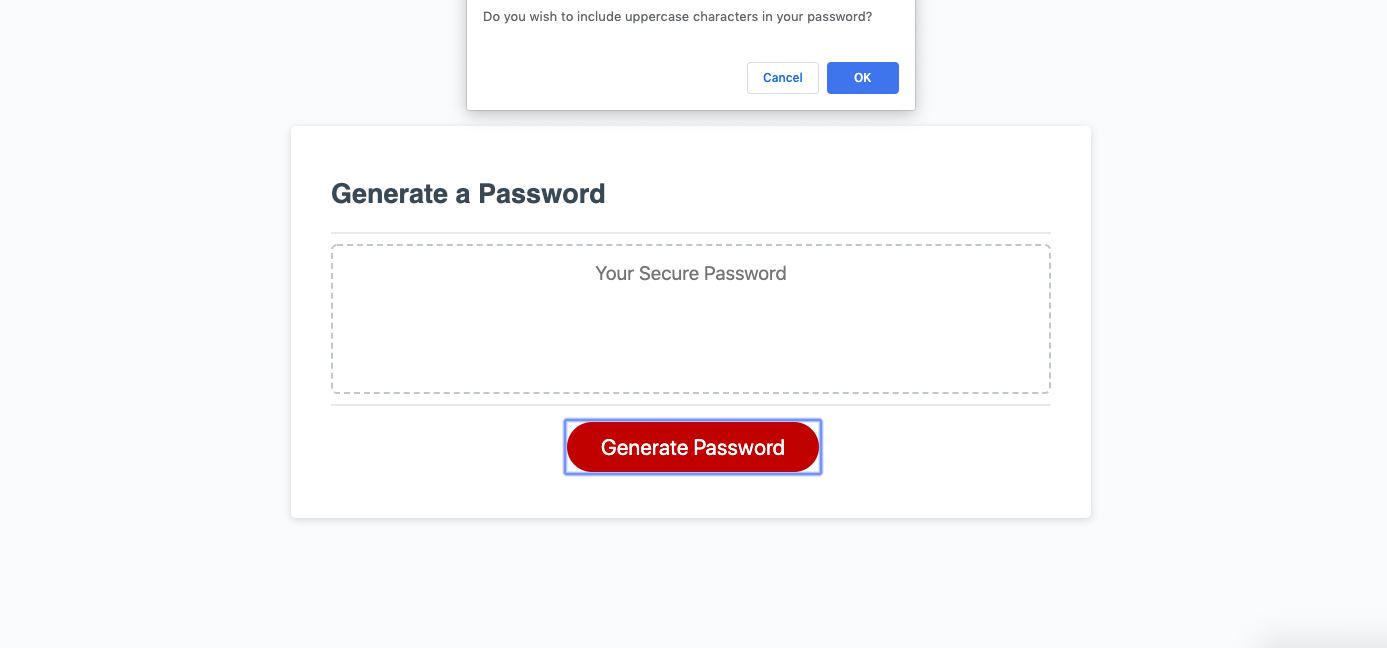 Do you wish to include uppercase characters in your password?
Cancel
OK
Generate a Password
Your Secure Password
Generate Password